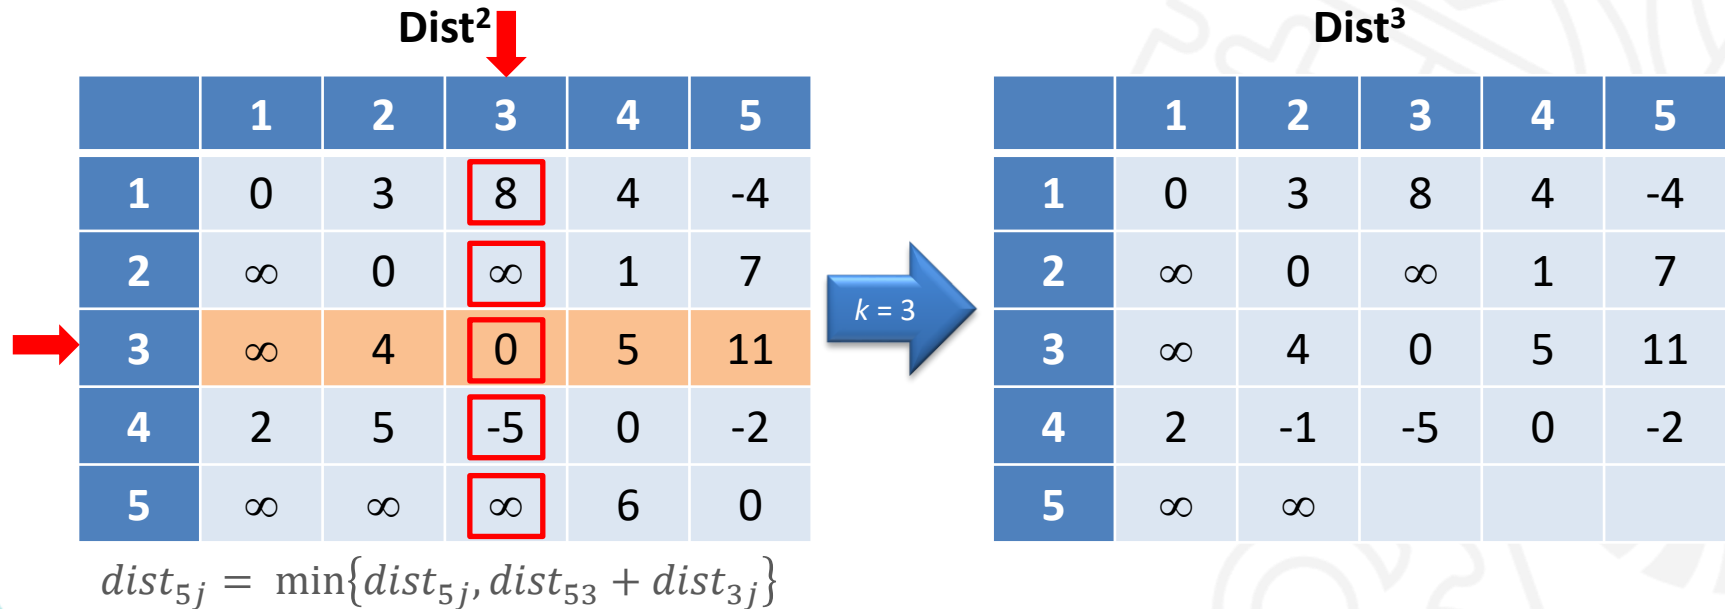 Dist² Dist³
1 2 3 4 5
1 0 3 8 4 -4
2 ∞ 0 ∞ 1 7
3 ∞ 4 0 5 11
4 2 5 -5 0 -2
5 ∞ ∞ ∞ 6 0
k = 3
1 2 3 4 5
1 0 3 8 4 -4
2 ∞ 0 ∞ 1 7
3 ∞ 4 0 5 11
4 2 -1 -5 0 -2
5 ∞ ∞
dist₅ⱼ = min{dist₅ⱼ, dist₅₃ + dist₃ⱼ}